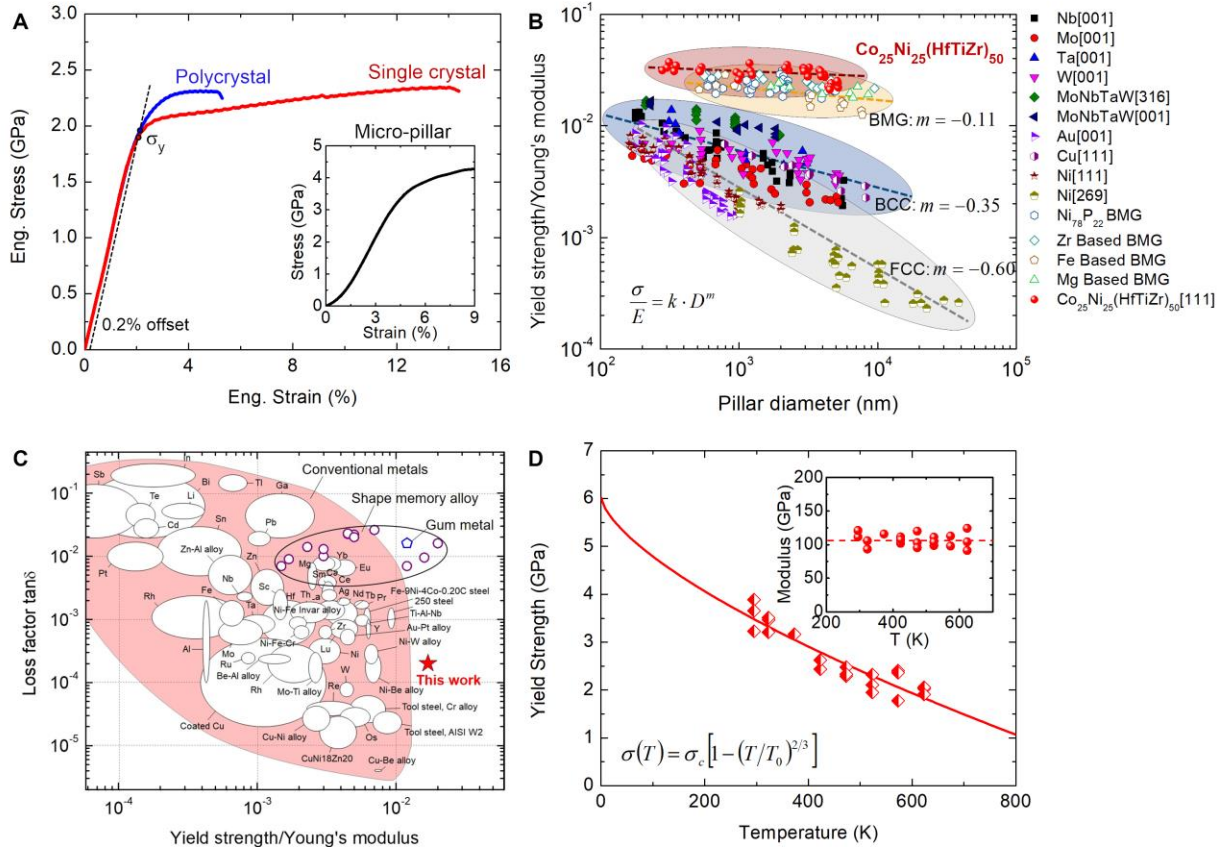 A
3.0
2.5
2.0
1.5
1.0
0.5
0.0
Eng. Stress (GPa)
Polycrystal
Single crystal
σy
0.2% offset
Micro-pillar
5
4
3
2
1
0
Stress (GPa)
0 3 6 9
Strain (%)
0 4 8 12 16
Eng. Strain (%)
B
10⁻¹
10⁻²
10⁻³
10⁻⁴
Yield strength/Young's modulus
Co₂₅Ni₂₅(HfTiZr)₅₀
BMG: m = −0.11
BCC: m = −0.35
FCC: m = −0.60
σ/E = k · Dᵐ
10² 10³ 10⁴ 10⁵
Pillar diameter (nm)
Nb[001]
Mo[001]
Ta[001]
W[001]
MoNbTaW[316]
MoNbTaW[001]
Au[001]
Cu[111]
Ni[111]
Ni[269]
Ni₇₈P₂₂ BMG
Zr Based BMG
Fe Based BMG
Mg Based BMG
Co₂₅Ni₂₅(HfTiZr)₅₀[111]
C
10⁻¹
10⁻²
10⁻³
10⁻⁴
10⁻⁵
Loss factor tanδ
In
Sb
Bi
Tl
Ga
Conventional metals
Te
Li
Shape memory alloy
Cd
Sn
Pb
Gum metal
Zn-Al alloy
Zn
Mg
Yb
Pt
Sm
Ca
Eu
Nb
Sc
Ce
Rh
Fe
Ta
Hf
Th
La
Ag
Nd
Tb
Pr
Fe-9Ni-4Co-0.20C steel
250 steel
Ni-Fe Invar alloy
Ti-Al-Nb
Zr
Y
Au-Pt alloy
Ni-Fe-Cr
Ni-W alloy
Al
Mo
Lu
Ni
Ru
This work
Be-Al alloy
W
Rh
Mo-Ti alloy
Re
Ni-Be alloy
Coated Cu
Tool steel, Cr alloy
Cu-Ni alloy
Os
Tool steel, AISI W2
CuNi18Zn20
Cu-Be alloy
10⁻⁴ 10⁻³ 10⁻²
Yield strength/Young's modulus
D
7
6
5
4
3
2
1
0
Yield Strength (GPa)
200
150
100
50
0
Modulus (GPa)
0 200 400 600
T (K)
σ(T) = σc[1−(T/T₀)²ᐟ³]
0 200 400 600 800
Temperature (K)